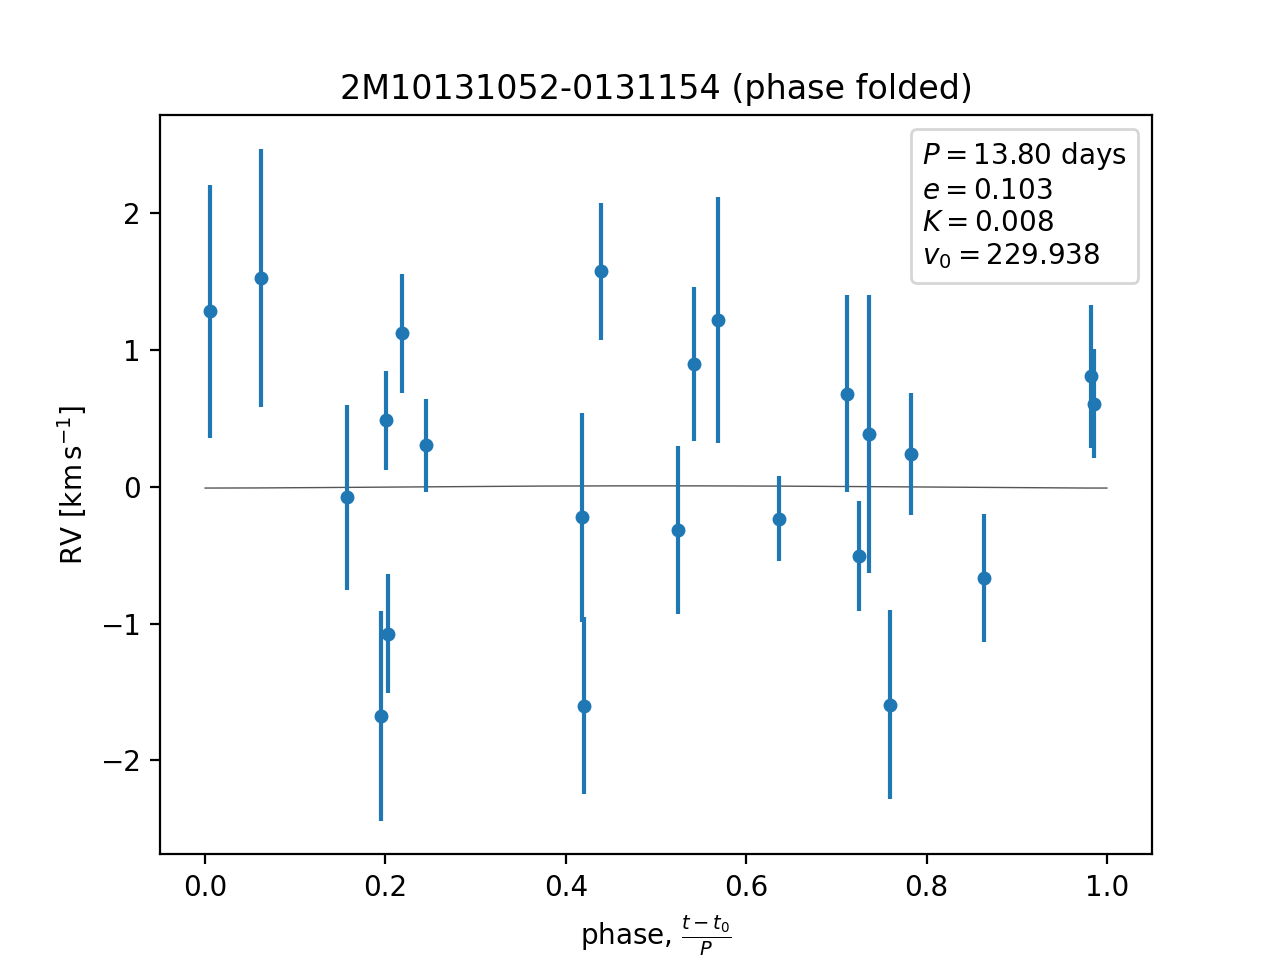 2M10131052-0131154 (phase folded)
P = 13.80 days
e = 0.103
K = 0.008
v₀ = 229.938
RV [km s⁻¹]
2
1
0
−1
−2
0.0 0.2 0.4 0.6 0.8 1.0
phase, (t − t₀)/P